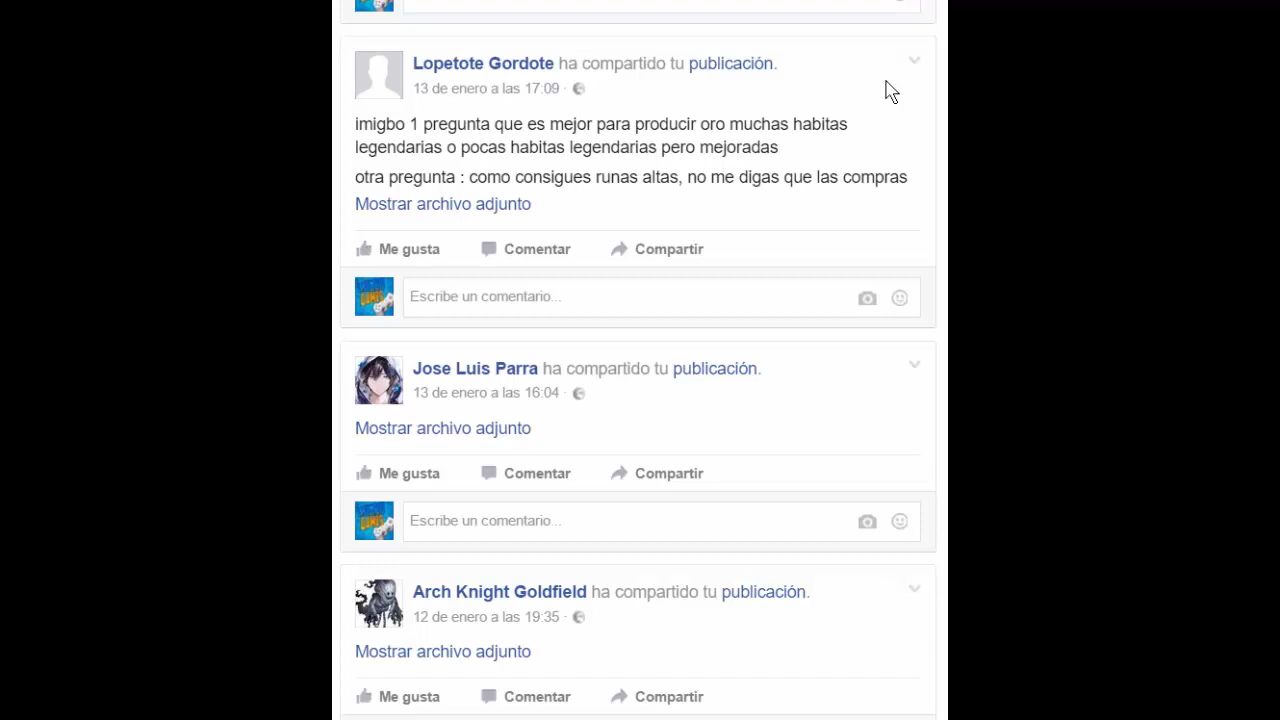 Lopetote Gordote ha compartido tu publicación.
13 de enero a las 17:09 ·
imigbo 1 pregunta que es mejor para producir oro muchas habitas
legendarias o pocas habitas legendarias pero mejoradas
otra pregunta : como consigues runas altas, no me digas que las compras
Mostrar archivo adjunto
Me gusta Comentar Compartir
Escribe un comentario...
Jose Luis Parra ha compartido tu publicación.
13 de enero a las 16:04 ·
Mostrar archivo adjunto
Me gusta Comentar Compartir
Escribe un comentario...
Arch Knight Goldfield ha compartido tu publicación.
12 de enero a las 19:35 ·
Mostrar archivo adjunto
Me gusta Comentar Compartir